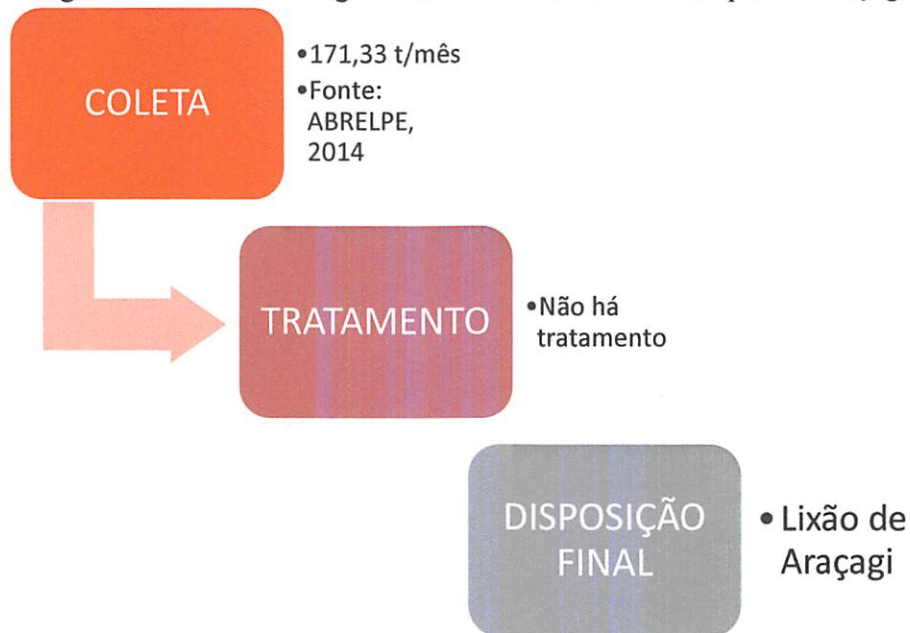 COLETA
•171,33 t/mês
•Fonte:
ABRELPE,
2014
TRATAMENTO
•Não há
tratamento
DISPOSIÇÃO
FINAL
• Lixão de
Araçagi